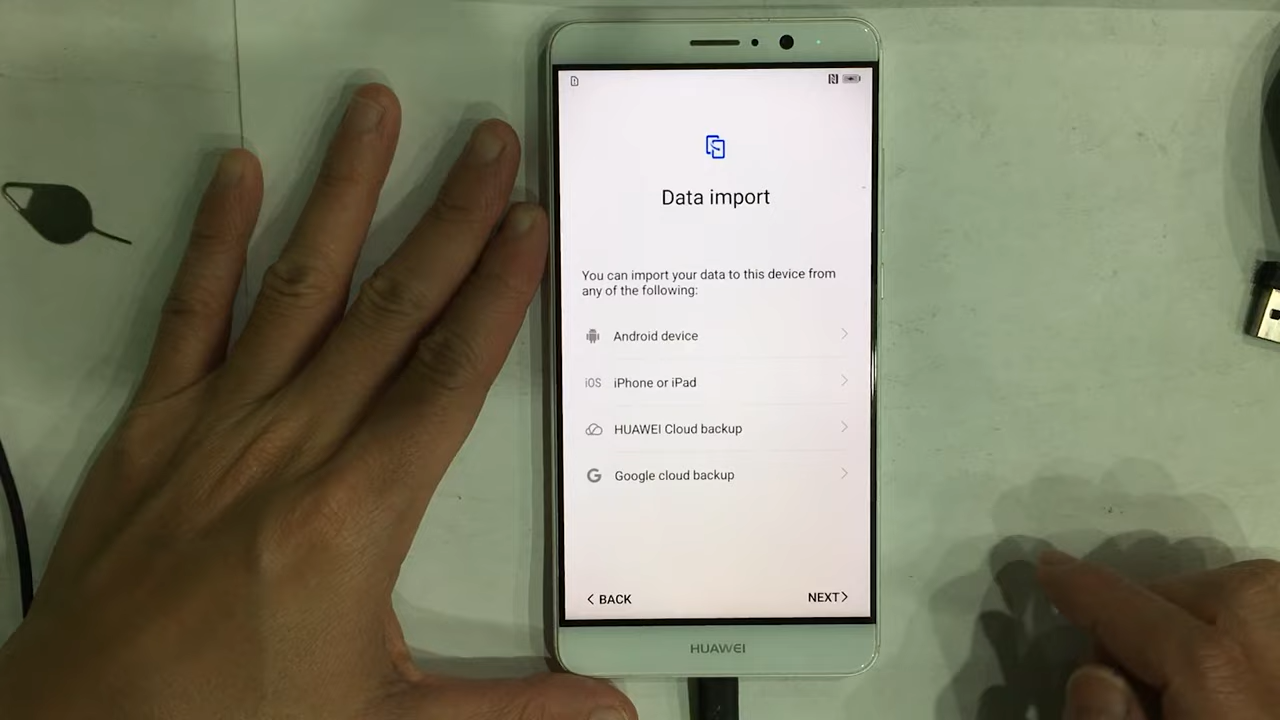 Data import
You can import your data to this device from
any of the following:
Android device
iOS iPhone or iPad
HUAWEI Cloud backup
G Google cloud backup
< BACK
NEXT >
HUAWEI